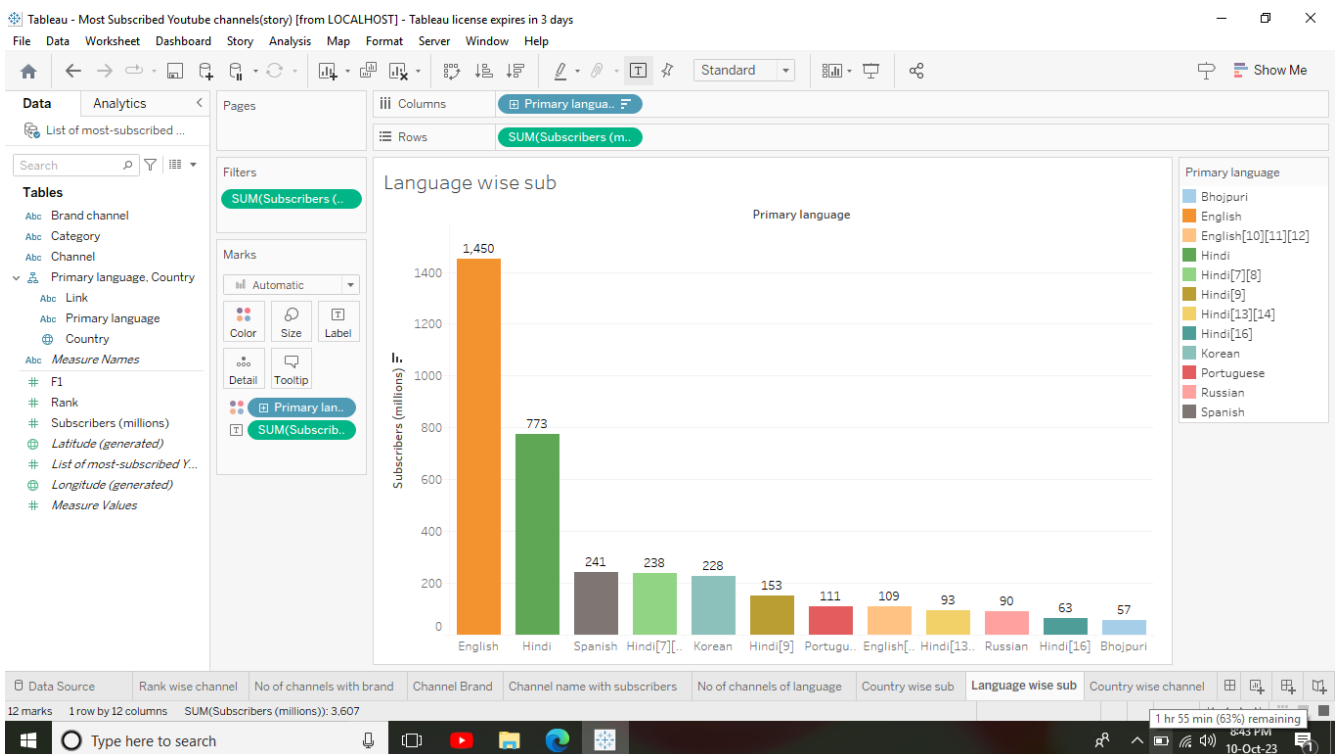 Tableau - Most Subscribed Youtube channels(story) [from LOCALHOST] - Tableau license expires in 3 days
File Data Worksheet Dashboard Story Analysis Map Format Server Window Help
Standard
Show Me
Data Analytics
List of most-subscribed ...
Search
Tables
Abc Brand channel
Abc Category
Abc Channel
Primary language, Country
Abc Link
Abc Primary language
Country
Abc Measure Names
# F1
# Rank
# Subscribers (millions)
Latitude (generated)
# List of most-subscribed Y...
Longitude (generated)
# Measure Values
Pages
Filters
SUM(Subscribers (..
Marks
Automatic
Color Size Label
Detail Tooltip
Primary lan..
SUM(Subscrib..
Columns
Primary langua..
Rows
SUM(Subscribers (m..
Language wise sub
Primary language
Subscribers (millions)
1400
1200
1000
800
600
400
200
0
1,450
773
241
238
228
153
111
109
93
90
63
57
English Hindi Spanish Hindi[7][.. Korean Hindi[9] Portugu.. English[.. Hindi[13.. Russian Hindi[16] Bhojpuri
Primary language
Bhojpuri
English
English[10][11][12]
Hindi
Hindi[7][8]
Hindi[9]
Hindi[13][14]
Hindi[16]
Korean
Portuguese
Russian
Spanish
Data Source Rank wise channel No of channels with brand Channel Brand Channel name with subscribers No of channels of language Country wise sub Language wise sub Country wise channel
12 marks 1 row by 12 columns SUM(Subscribers (millions)): 3,607
1 hr 55 min (63%) remaining
Type here to search
8:43 PM
10-Oct-23
1